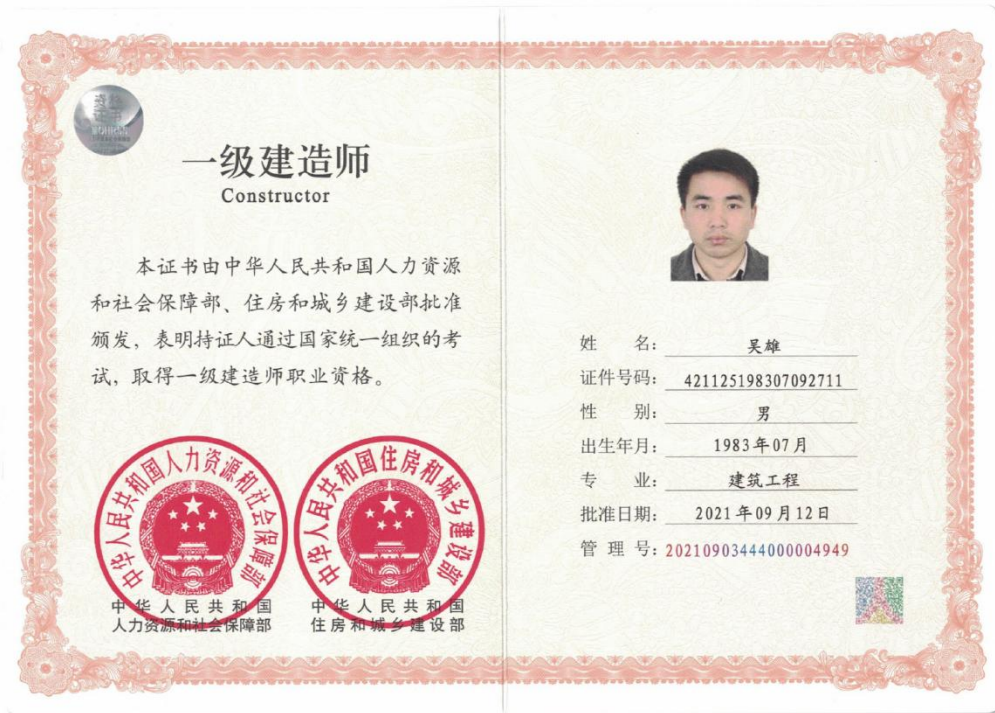 一级建造师
Constructor
本证书由中华人民共和国人力资源
和社会保障部、住房和城乡建设部批准
颁发，表明持证人通过国家统一组织的考
试，取得一级建造师职业资格。
中华人民共和国人力资源和社会保障部
中华人民共和国
人力资源和社会保障部
中华人民共和国住房和城乡建设部
中华人民共和国
住房和城乡建设部
姓 名：吴雄
证件号码：421125198307092711
性 别：男
出生年月：1983年07月
专 业：建筑工程
批准日期：2021年09月12日
管 理 号：20210903444000004949